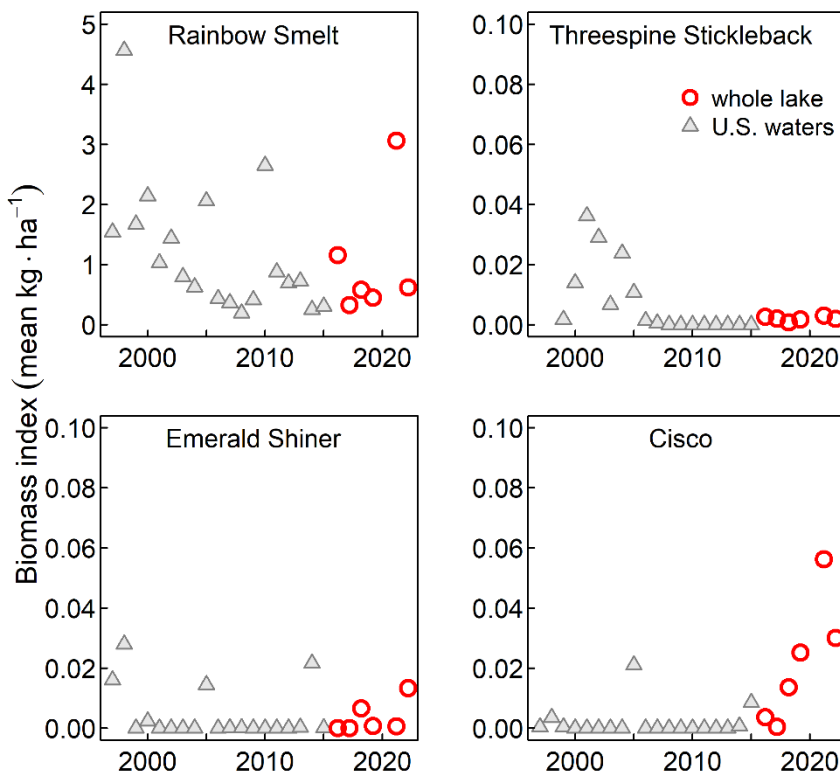 Biomass index (mean kg · ha⁻¹)
Rainbow Smelt
5
4
3
2
1
0
2000 2010 2020
Threespine Stickleback
whole lake
U.S. waters
0.10
0.08
0.06
0.04
0.02
0.00
2000 2010 2020
Emerald Shiner
0.10
0.08
0.06
0.04
0.02
0.00
2000 2010 2020
Cisco
0.10
0.08
0.06
0.04
0.02
0.00
2000 2010 2020